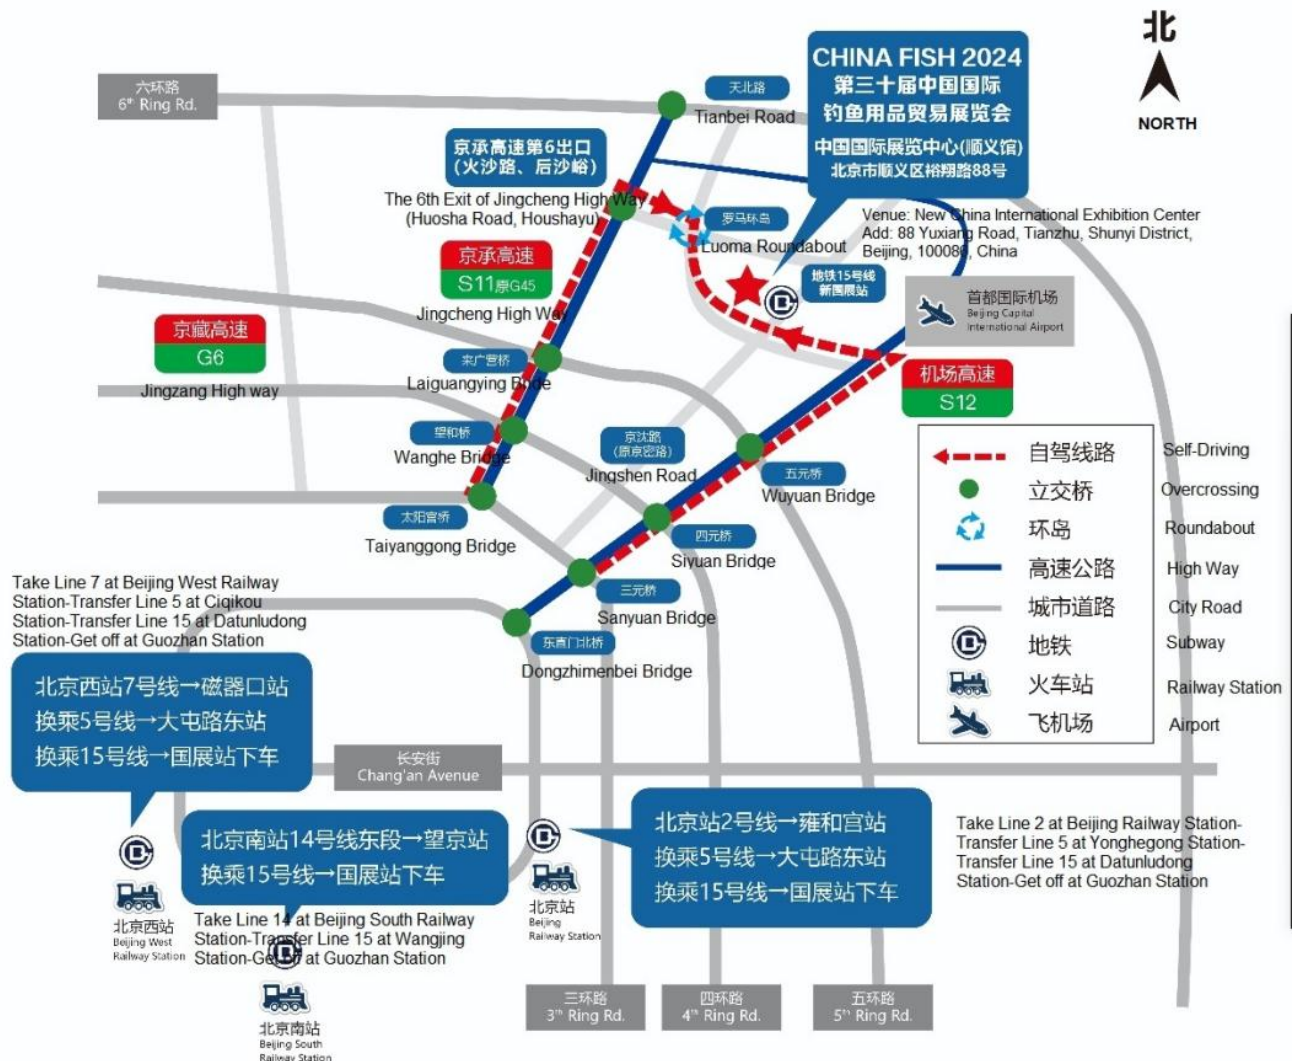 北
NORTH
CHINA FISH 2024
第三十届中国国际
钓鱼用品贸易展览会
中国国际展览中心(顺义馆)
北京市顺义区裕翔路88号
六环路
6th Ring Rd.
天北路
Tianbei Road
京承高速第6出口
(火沙路、后沙峪)
The 6th Exit of Jingcheng High Way
(Huosha Road, Houshayu)
罗马环岛
Luoma Roundabout
Venue: New China International Exhibition Center
Add: 88 Yuxiang Road, Tianzhu, Shunyi District,
Beijing, 100080, China
地铁15号线
新国展站
京承高速
S11原G45
Jingcheng High Way
首都国际机场
Beijing Capital
International Airport
京藏高速
G6
Jingzang High way
来广营桥
Laiguangying Bride
机场高速
S12
望和桥
Wanghe Bridge
京沈路
(原京密路)
Jingshen Road
五元桥
Wuyuan Bridge
太阳宫桥
Taiyanggong Bridge
四元桥
Siyuan Bridge
三元桥
Sanyuan Bridge
东直门北桥
Dongzhimenbei Bridge
自驾线路 Self-Driving
立交桥 Overcrossing
环岛 Roundabout
高速公路 High Way
城市道路 City Road
地铁 Subway
火车站 Railway Station
飞机场 Airport
Take Line 7 at Beijing West Railway
Station-Transfer Line 5 at Ciqikou
Station-Transfer Line 15 at Datunludong
Station-Get off at Guozhan Station
北京西站7号线→磁器口站
换乘5号线→大屯路东站
换乘15号线→国展站下车
长安街
Chang'an Avenue
北京南站14号线东段→望京站
换乘15号线→国展站下车
北京站2号线→雍和宫站
换乘5号线→大屯路东站
换乘15号线→国展站下车
Take Line 2 at Beijing Railway Station-
Transfer Line 5 at Yonghegong Station-
Transfer Line 15 at Datunludong
Station-Get off at Guozhan Station
北京西站
Beijing West
Railway Station
Take Line 14 at Beijing South Railway
Station-Transfer Line 15 at Wangjing
Station-Get off at Guozhan Station
北京站
Beijing
Railway Station
北京南站
Beijing South
Railway Station
三环路
3th Ring Rd.
四环路
4th Ring Rd.
五环路
5th Ring Rd.